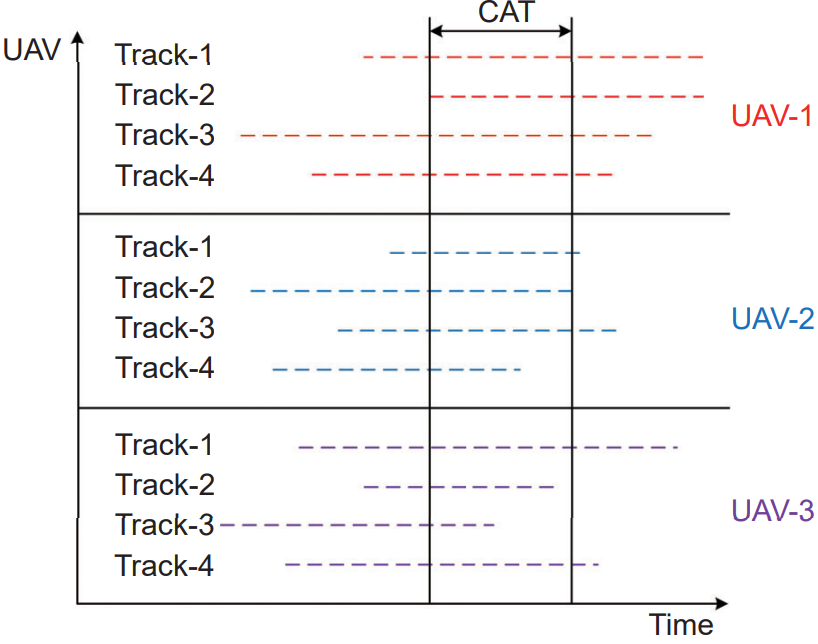 CAT
UAV
Track-1
Track-2
Track-3
Track-4
UAV-1
Track-1
Track-2
Track-3
Track-4
UAV-2
Track-1
Track-2
Track-3
Track-4
UAV-3
Time